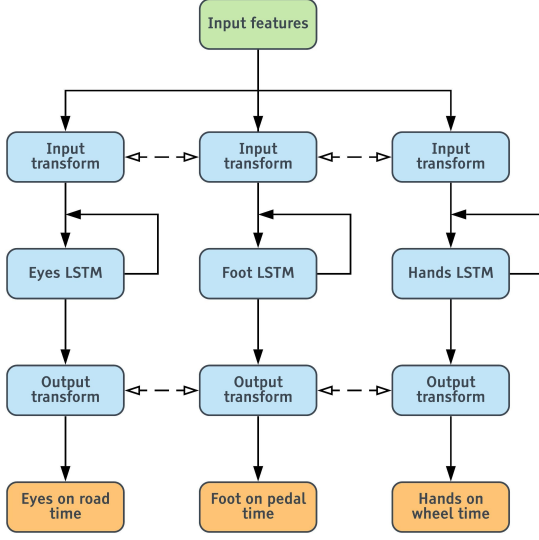 Input features
Input
transform
Input
transform
Input
transform
Eyes LSTM
Foot LSTM
Hands LSTM
Output
transform
Output
transform
Output
transform
Eyes on road
time
Foot on pedal
time
Hands on
wheel time